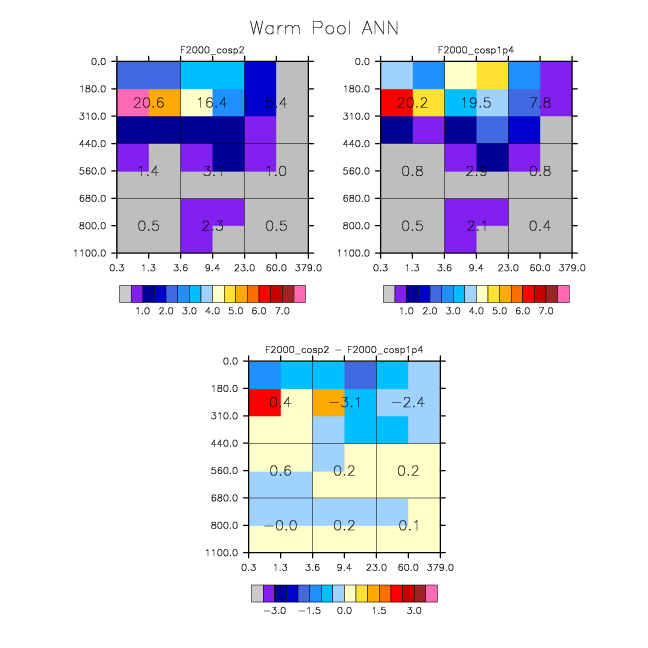 Warm Pool ANN
F2000_cosp2
F2000_cosp1p4
0.0
180.0
310.0
440.0
560.0
680.0
800.0
1100.0
20.6 16.4 5.4
1.4 3.1 1.0
0.5 2.3 0.5
0.3 1.3 3.6 9.4 23.0 60.0 379.0
1.0 2.0 3.0 4.0 5.0 6.0 7.0
0.0
180.0
310.0
440.0
560.0
680.0
800.0
1100.0
20.2 19.5 7.8
0.8 2.9 0.8
0.5 2.1 0.4
0.3 1.3 3.6 9.4 23.0 60.0 379.0
1.0 2.0 3.0 4.0 5.0 6.0 7.0
F2000_cosp2 − F2000_cosp1p4
0.0
180.0
310.0
440.0
560.0
680.0
800.0
1100.0
0.4 −3.1 −2.4
0.6 0.2 0.2
−0.0 0.2 0.1
0.3 1.3 3.6 9.4 23.0 60.0 379.0
−3.0 −1.5 0.0 1.5 3.0